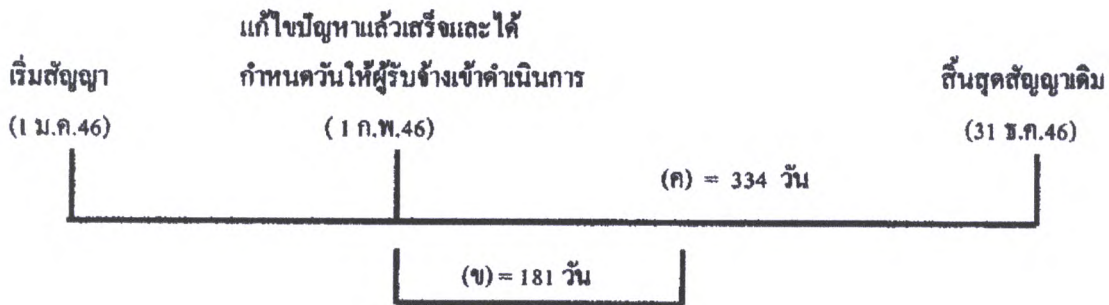 แก้ไขปัญหาแล้วเสร็จและได้
เริ่มสัญญา กำหนดวันให้ผู้รับจ้างเข้าดำเนินการ สิ้นสุดสัญญาเดิม
(1 ม.ค.46) ( 1 ก.พ.46) (31 ธ.ค.46)
(ค) = 334 วัน
(ข) = 181 วัน